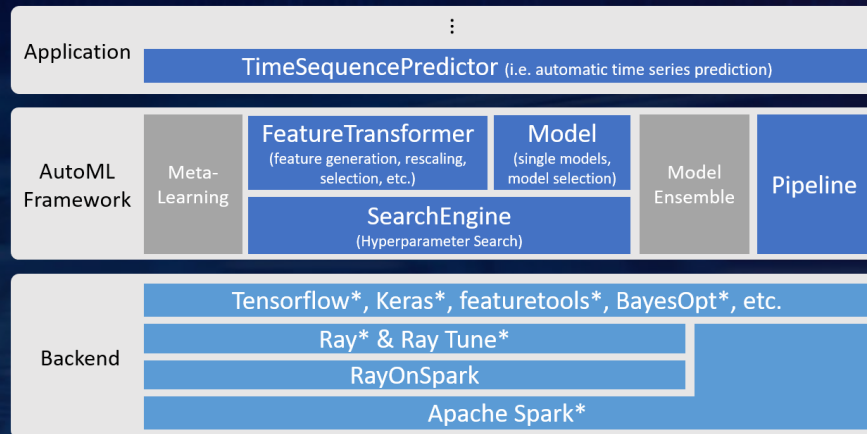 ⋮
Application
TimeSequencePredictor (i.e. automatic time series prediction)
AutoML
Framework
Meta-
Learning
FeatureTransformer
(feature generation, rescaling,
selection, etc.)
Model
(single models,
model selection)
SearchEngine
(Hyperparameter Search)
Model
Ensemble
Pipeline
Backend
Tensorflow*, Keras*, featuretools*, BayesOpt*, etc.
Ray* & Ray Tune*
RayOnSpark
Apache Spark*